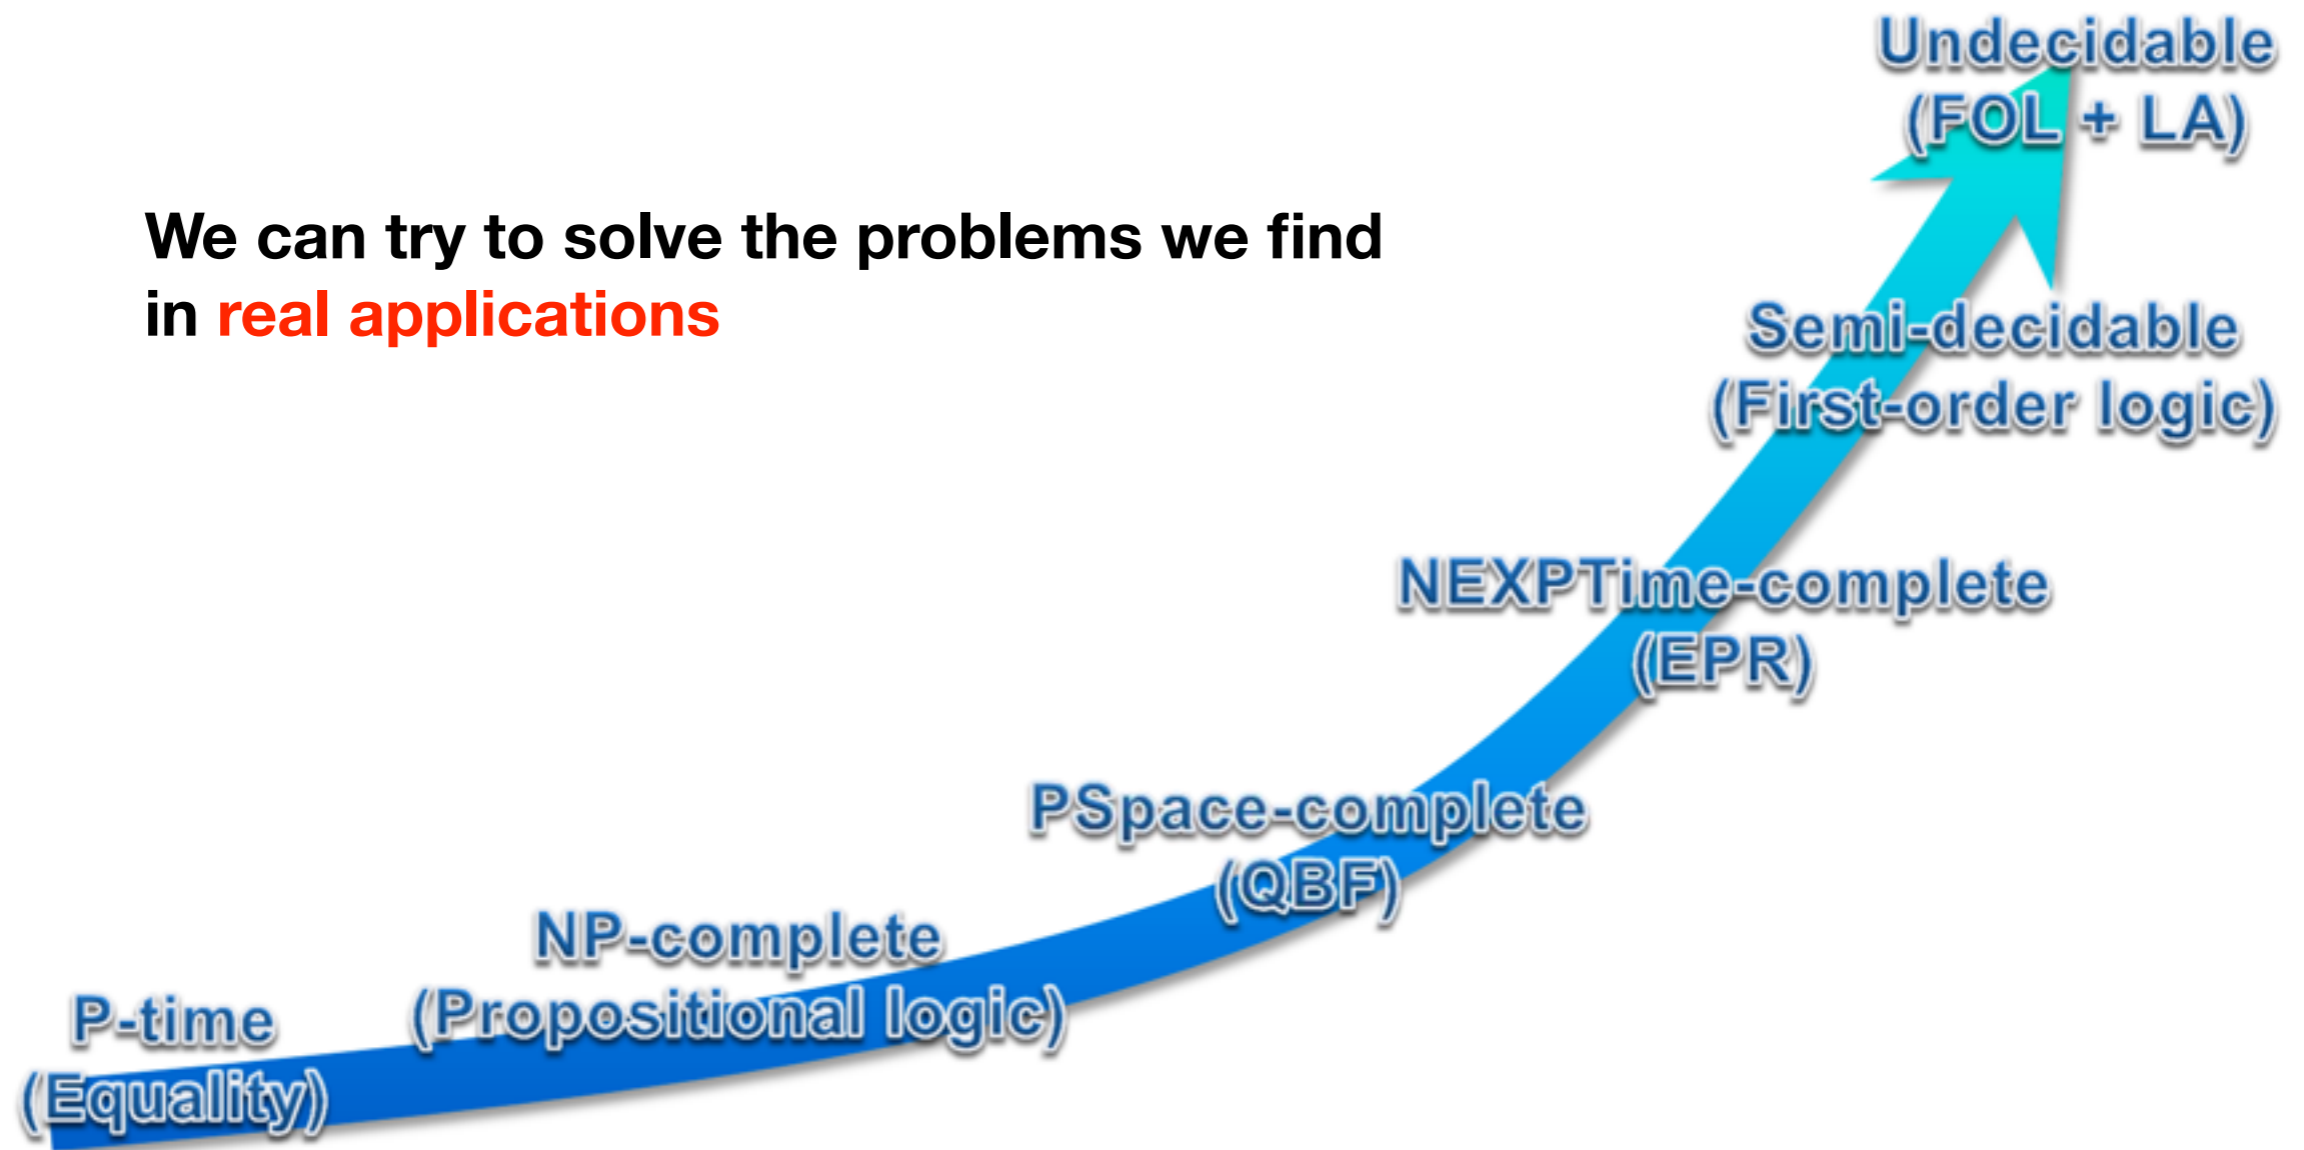 Undecidable
(FOL + LA)
We can try to solve the problems we find
in real applications
Semi-decidable
(First-order logic)
NEXPTime-complete
(EPR)
PSpace-complete
(QBF)
NP-complete
(Propositional logic)
P-time
(Equality)